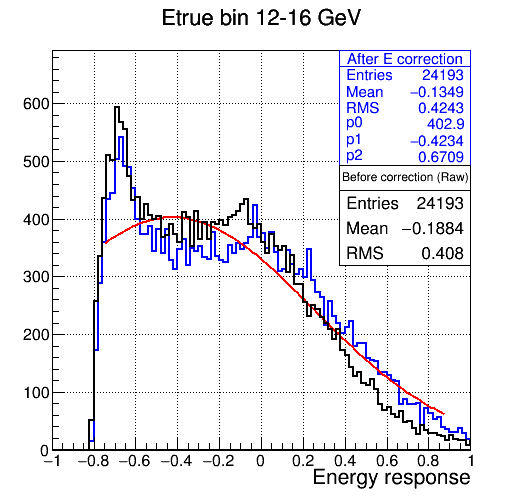 Etrue bin 12-16 GeV
After E correction
Entries 24193
Mean −0.1349
RMS 0.4243
p0 402.9
p1 −0.4234
p2 0.6709
Before correction (Raw)
Entries 24193
Mean −0.1884
RMS 0.408
600
500
400
300
200
100
0
−1 −0.8 −0.6 −0.4 −0.2 0 0.2 0.4 0.6 0.8 1
Energy response